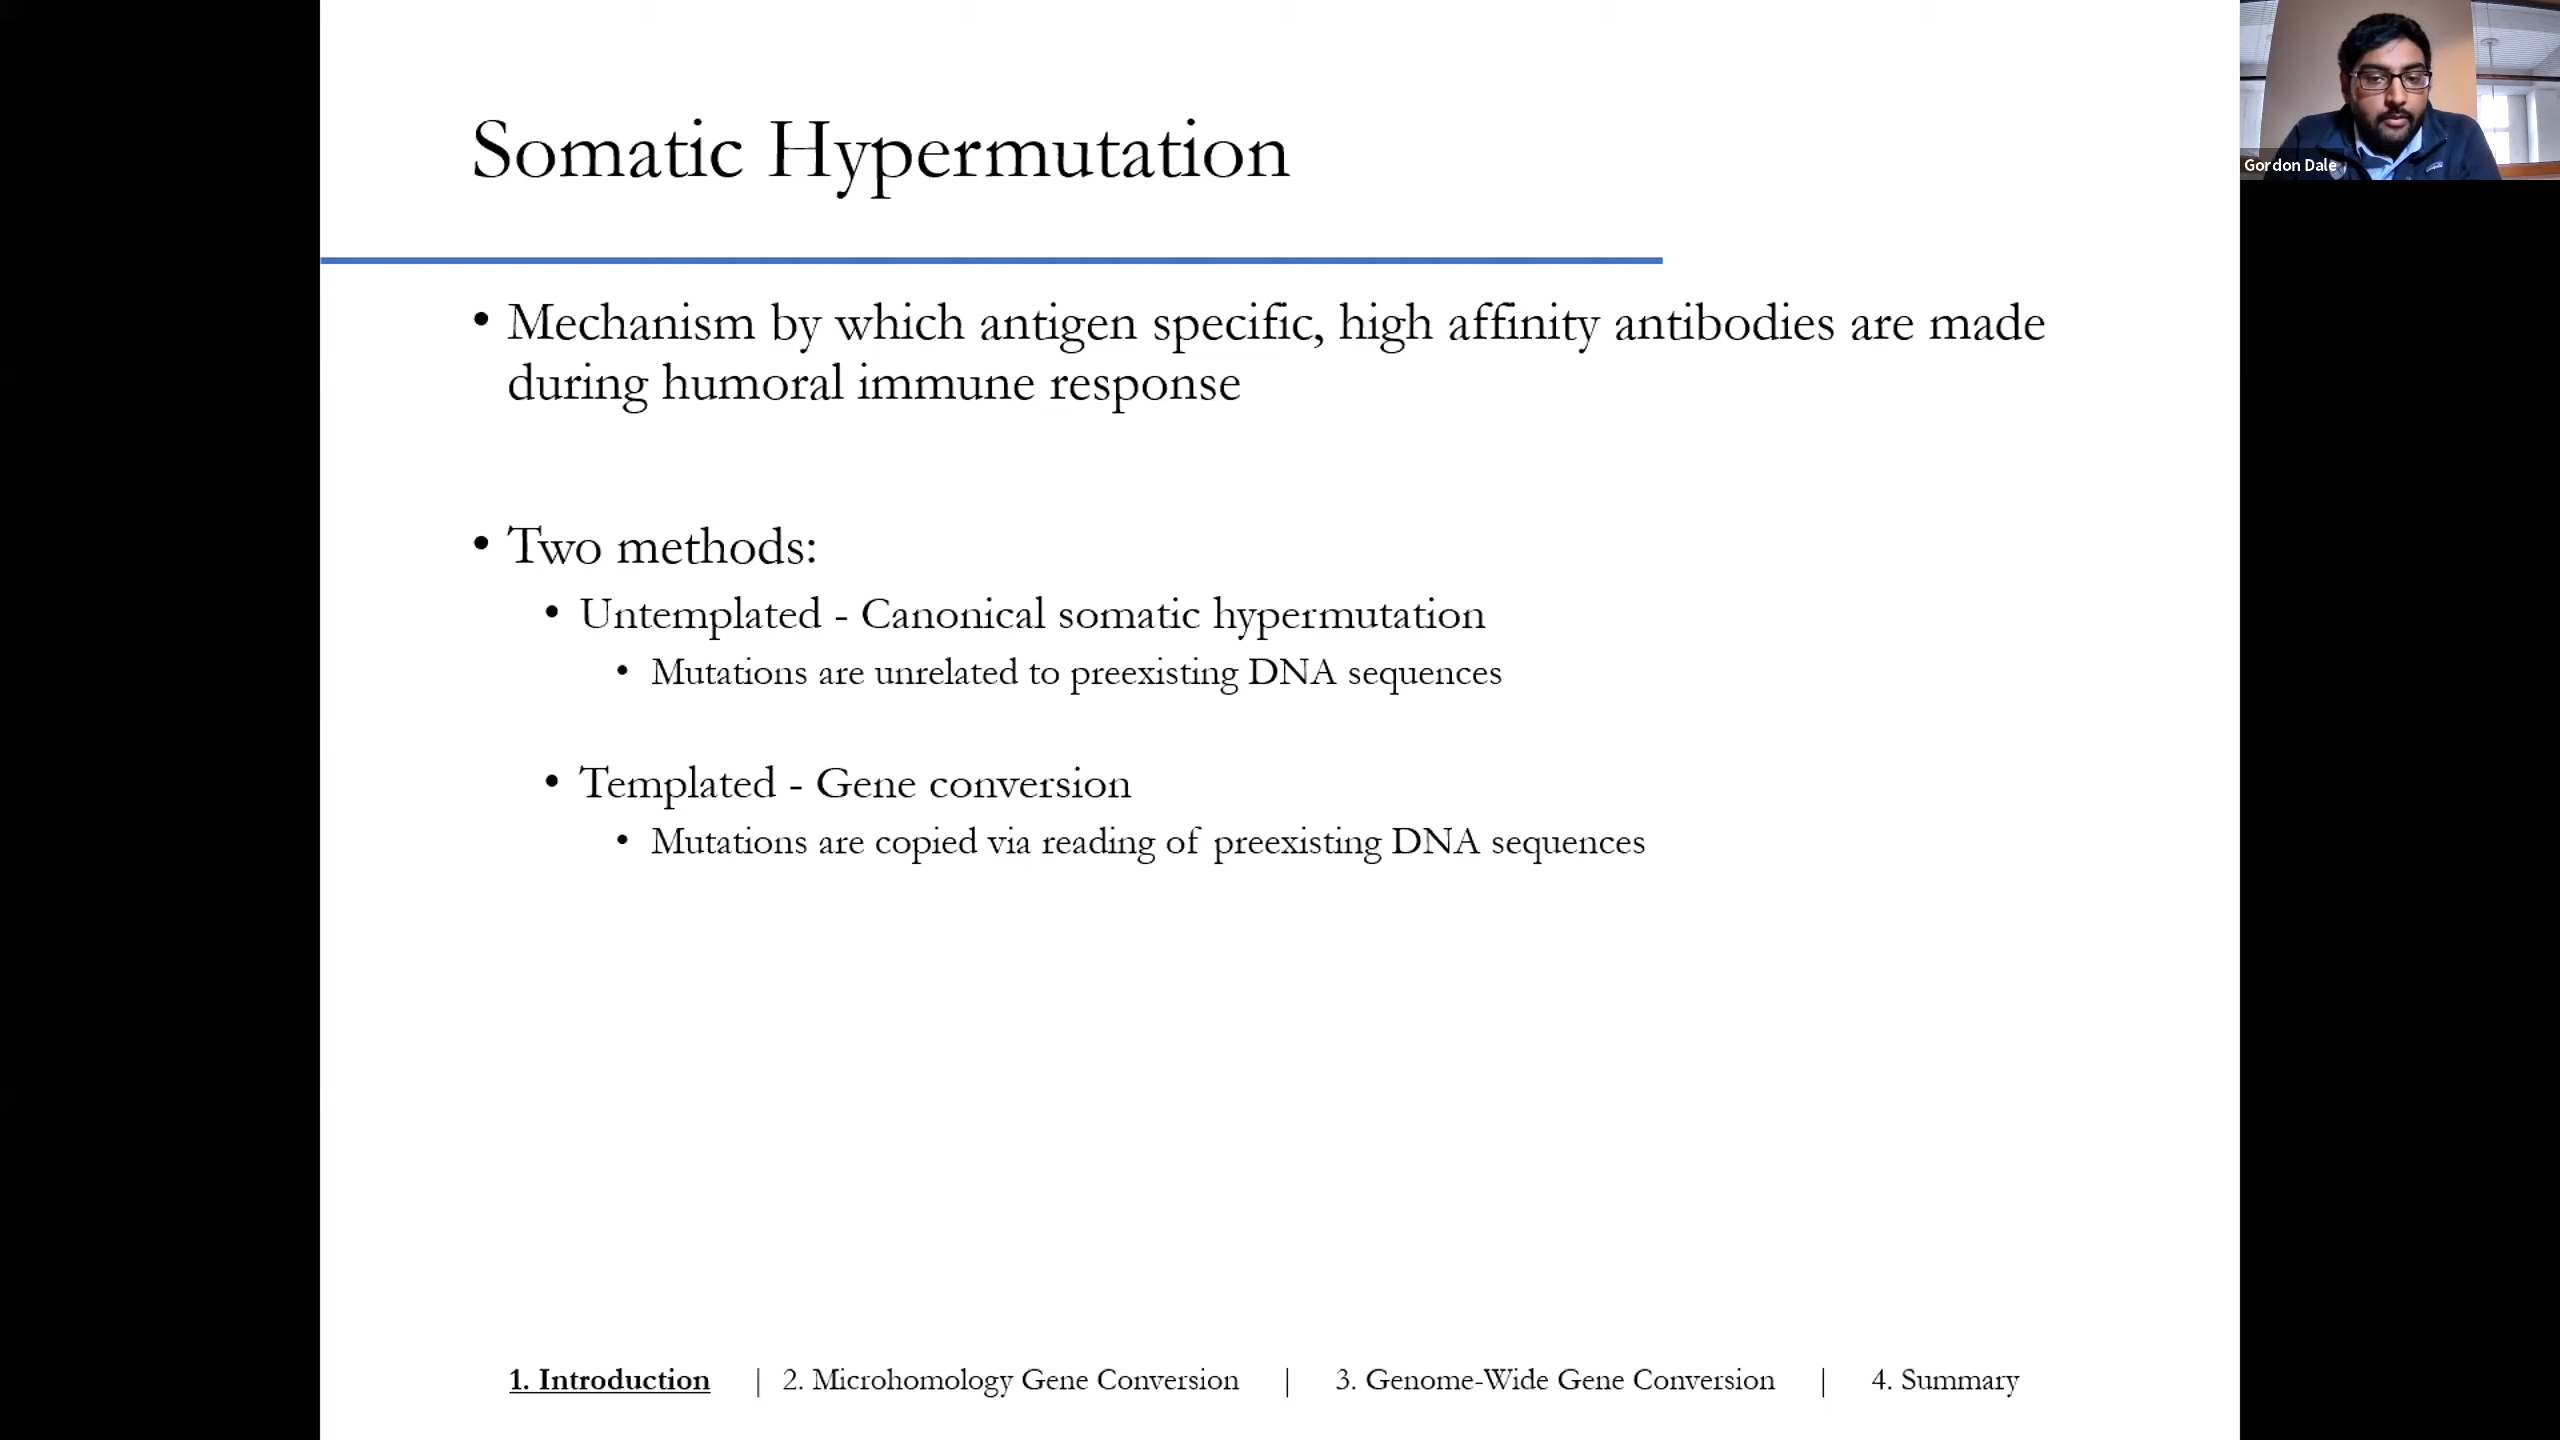 Somatic Hypermutation
Gordon Dale
• Mechanism by which antigen specific, high affinity antibodies are made
during humoral immune response
• Two methods:
• Untemplated - Canonical somatic hypermutation
• Mutations are unrelated to preexisting DNA sequences
• Templated - Gene conversion
• Mutations are copied via reading of preexisting DNA sequences
1. Introduction | 2. Microhomology Gene Conversion | 3. Genome-Wide Gene Conversion | 4. Summary